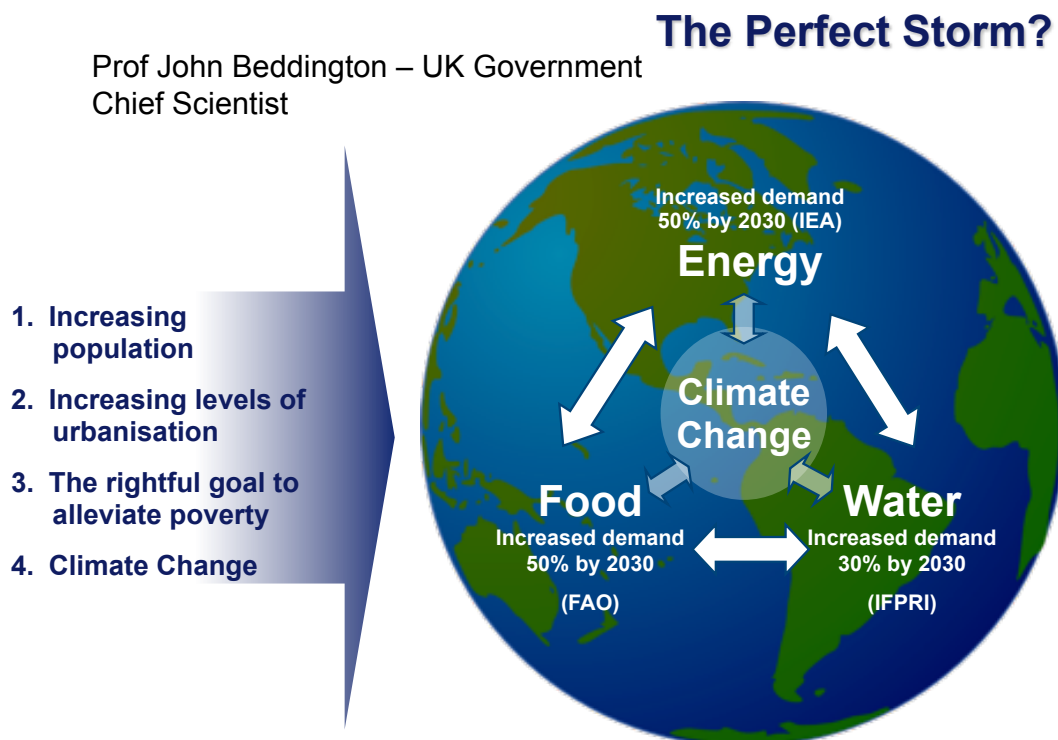 The Perfect Storm?
Prof John Beddington – UK Government
Chief Scientist
1. Increasing
population
2. Increasing levels of
urbanisation
3. The rightful goal to
alleviate poverty
4. Climate Change
Increased demand
50% by 2030 (IEA)
Energy
Climate
Change
Food
Increased demand
50% by 2030
(FAO)
Water
Increased demand
30% by 2030
(IFPRI)